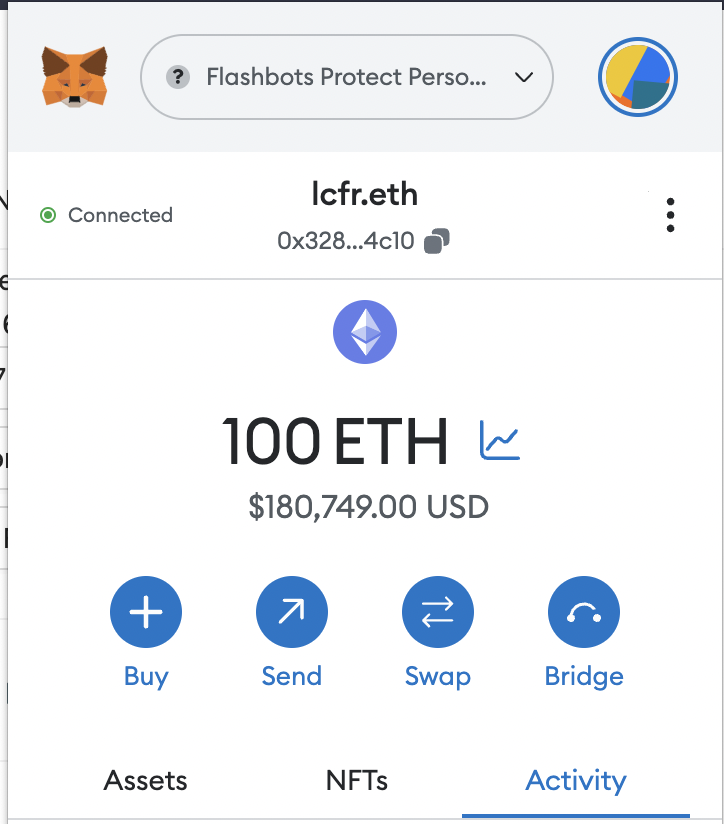 ? Flashbots Protect Perso...
lcfr.eth
Connected
0x328...4c10
100 ETH
$180,749.00 USD
Buy Send Swap Bridge
Assets NFTs Activity